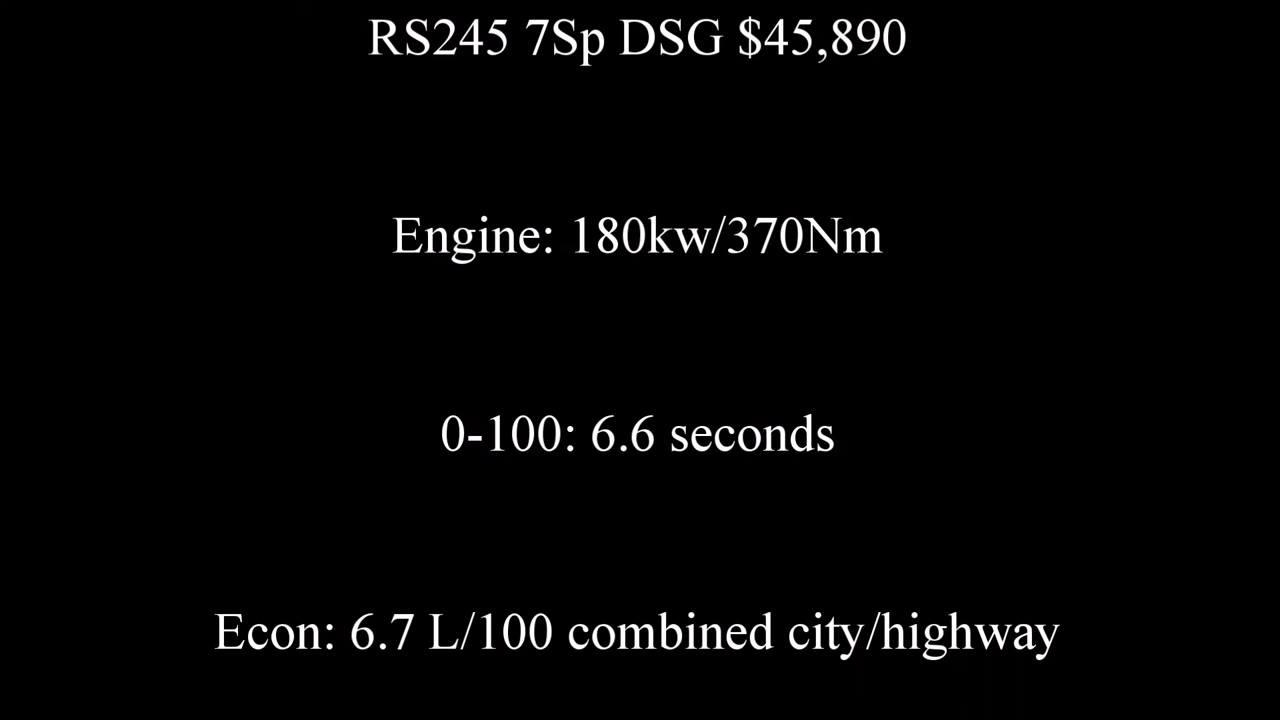 RS245 7Sp DSG $45,890
Engine: 180kw/370Nm
0-100: 6.6 seconds
Econ: 6.7 L/100 combined city/highway